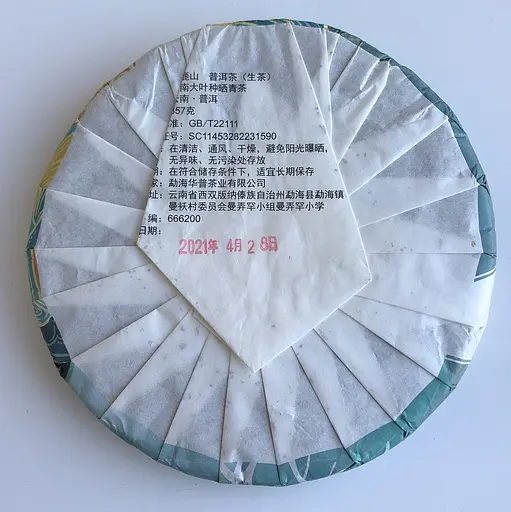 山 普洱茶（生茶）
南大叶种晒青茶
南·普洱
57克
准：GB/T22111
号：SC11453282231590
：在清洁、通风、干燥，避免阳光曝晒，
无异味、无污染处存放
：在符合储存条件下，适宜长期保存
：勐海华普茶业有限公司
址：云南省西双版纳傣族自治州勐海县勐海镇
曼袄村委员会曼弄罕小组曼弄罕小学
编：666200
日期：
2021年 4月 2 8日